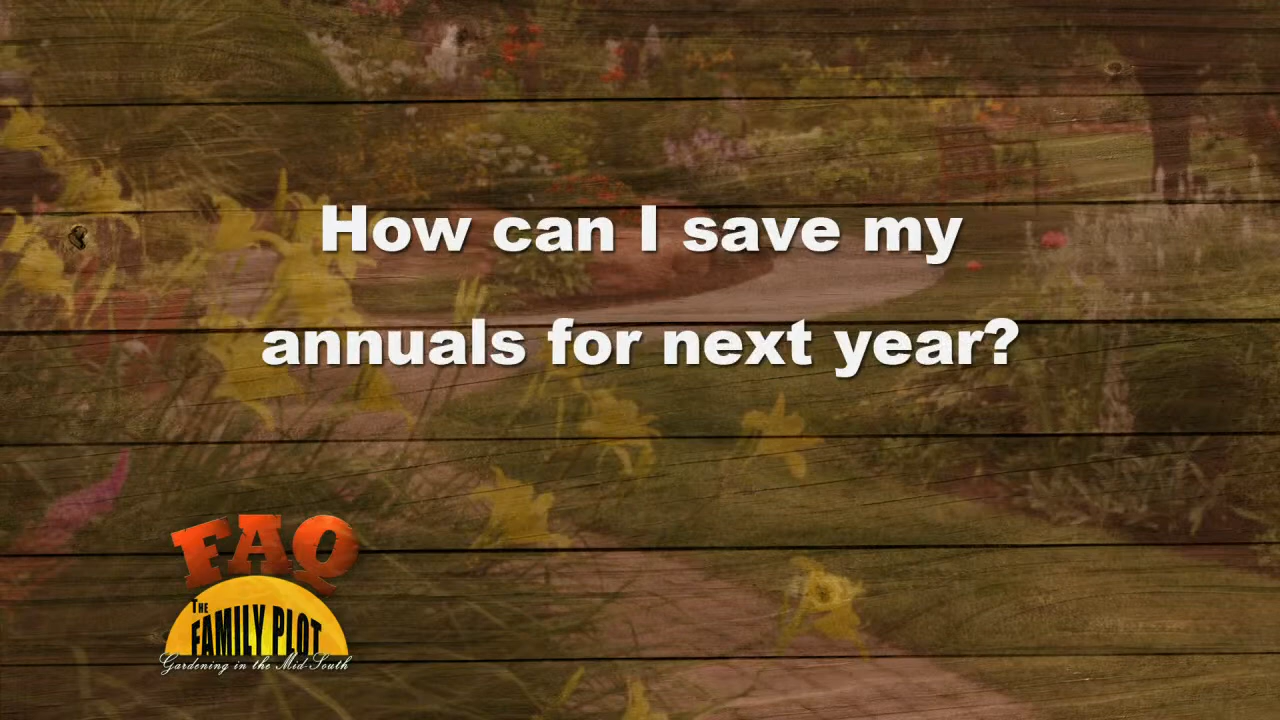 How can I save my
annuals for next year?
FAQ
THE
FAMILY PLOT
Gardening in the Mid-South